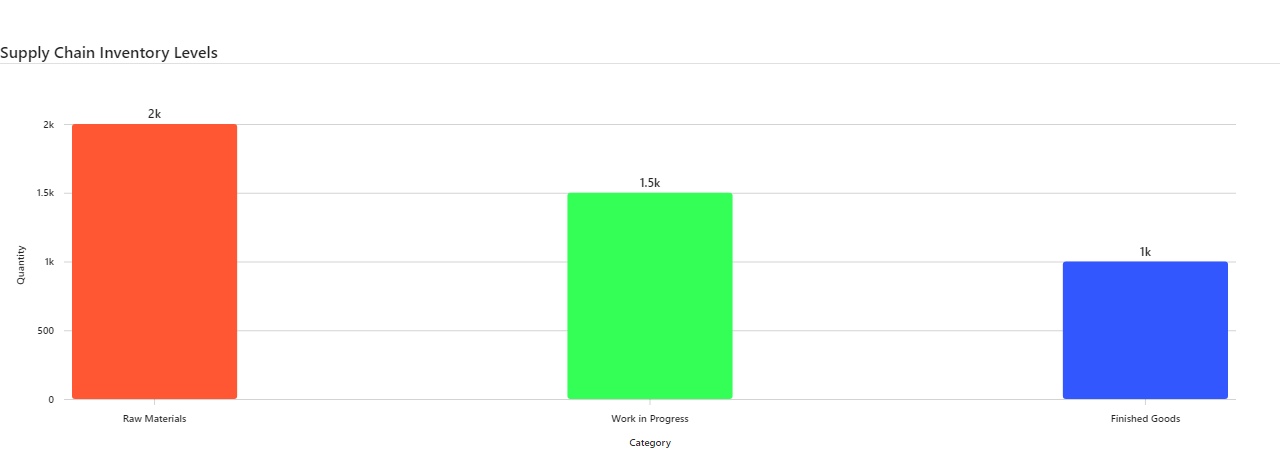 Supply Chain Inventory Levels
2k
1.5k
1k
2k
1.5k
1k
500
0
Quantity
Raw Materials
Work in Progress
Finished Goods
Category